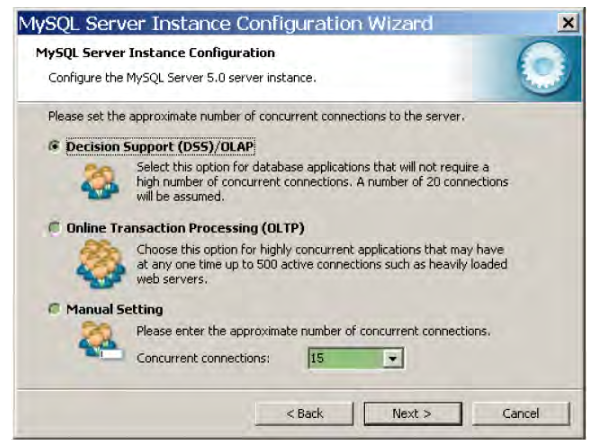 MySQL Server Instance Configuration Wizard
MySQL Server Instance Configuration
Configure the MySQL Server 5.0 server instance.
Please set the approximate number of concurrent connections to the server.
Decision Support (DSS)/OLAP
Select this option for database applications that will not require a
high number of concurrent connections. A number of 20 connections
will be assumed.
Online Transaction Processing (OLTP)
Choose this option for highly concurrent applications that may have
at any one time up to 500 active connections such as heavily loaded
web servers.
Manual Setting
Please enter the approximate number of concurrent connections.
Concurrent connections: 15
< Back Next > Cancel